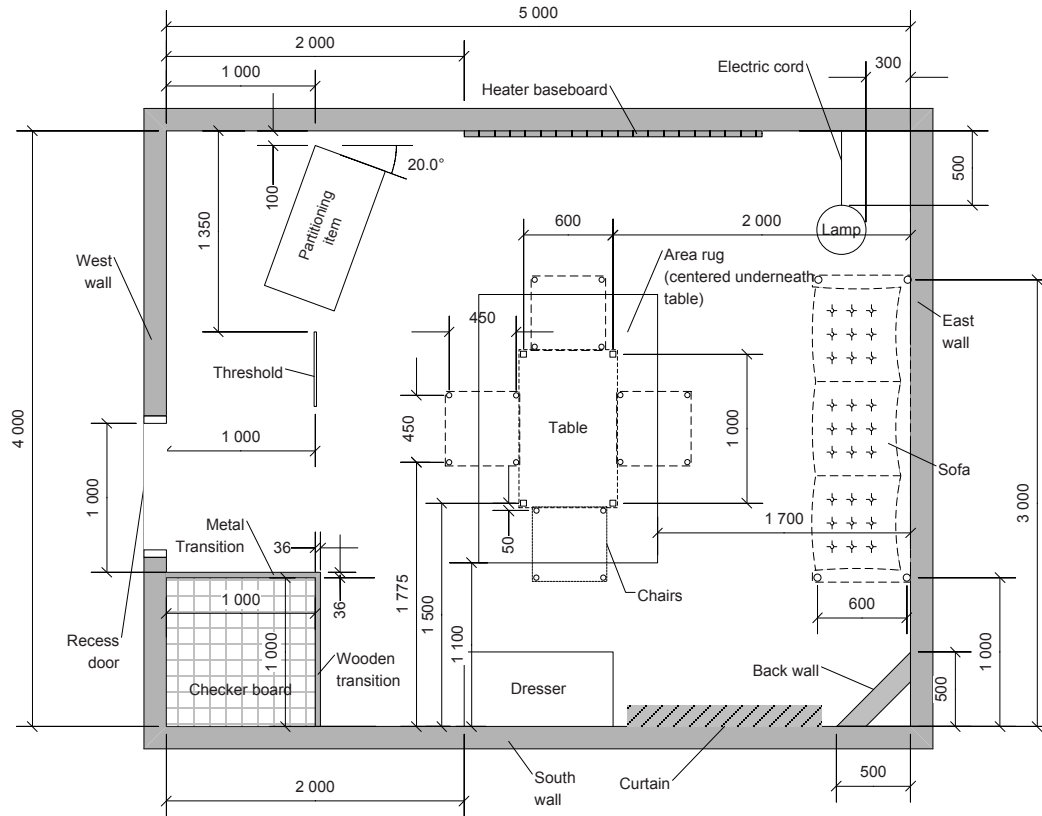 5 000
2 000
1 000
300
Electric cord
Heater baseboard
20.0°
100
500
Partitioning
item
1 350
600
2 000
Lamp
West
wall
Area rug
(centered underneath
table)
450
East
wall
Threshold
4 000
450
Table
1 000
1 000
1 000
Sofa
3 000
Metal
Transition
36
50
1 700
1 775
1 500
1 100
Chairs
1 000
36
600
1 000
1 000
Recess
door
Checker board
Wooden
transition
Dresser
Back wall
500
South
wall
Curtain
500
2 000